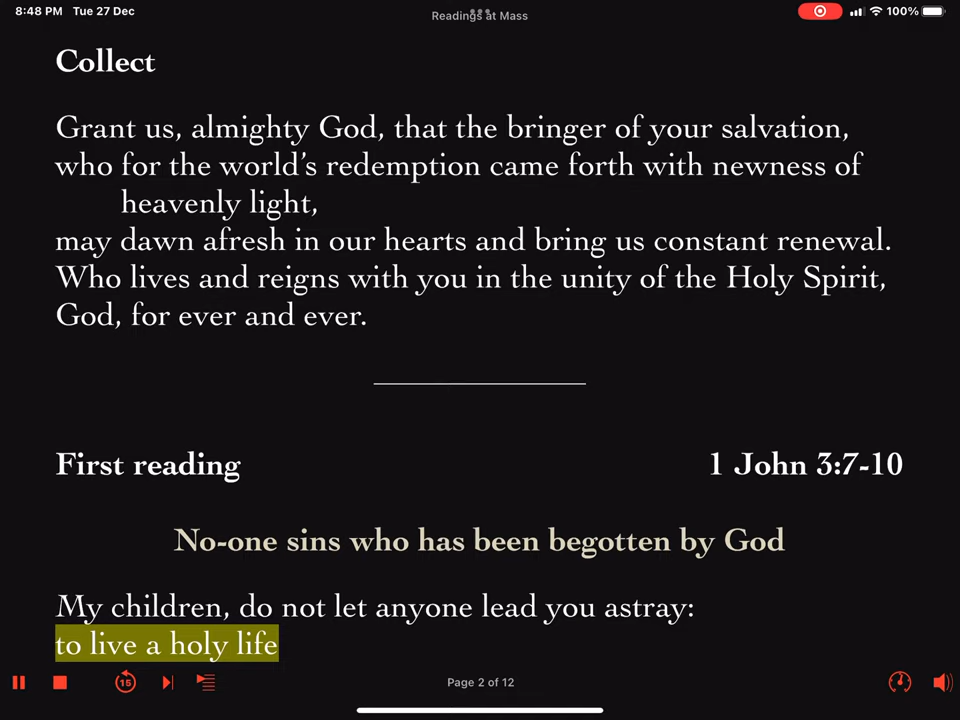 8:48 PM Tue 27 Dec
100%
Readings at Mass
Collect
Grant us, almighty God, that the bringer of your salvation,
who for the world’s redemption came forth with newness of
heavenly light,
may dawn afresh in our hearts and bring us constant renewal.
Who lives and reigns with you in the unity of the Holy Spirit,
God, for ever and ever.
First reading 1 John 3:7-10
No-one sins who has been begotten by God
My children, do not let anyone lead you astray:
to live a holy life
15
Page 2 of 12